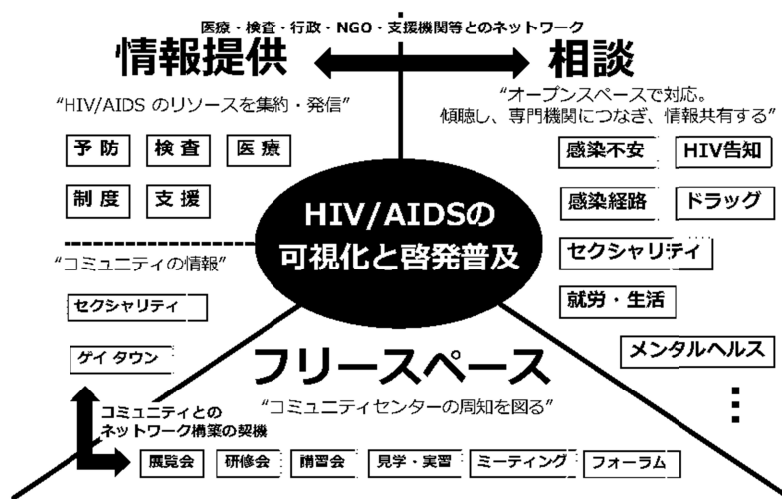 医療・検査・行政・NGO・支援機関等とのネットワーク
情報提供
相談
“HIV/AIDS のリソースを集約・発信”
“オープンスペースで対応。
傾聴し、専門機関につなぎ、情報共有する”
予 防
検 査
医 療
制 度
支 援
感染不安
HIV告知
感染経路
ドラッグ
セクシャリティ
就労・生活
メンタルヘルス
HIV/AIDSの
可視化と啓発普及
“コミュニティの情報”
セクシャリティ
ゲイ タウン
フリースペース
“コミュニティセンターの周知を図る”
コミュニティとの
ネットワーク構築の契機
展覧会
研修会
講習会
見学・実習
ミーティング
フォーラム